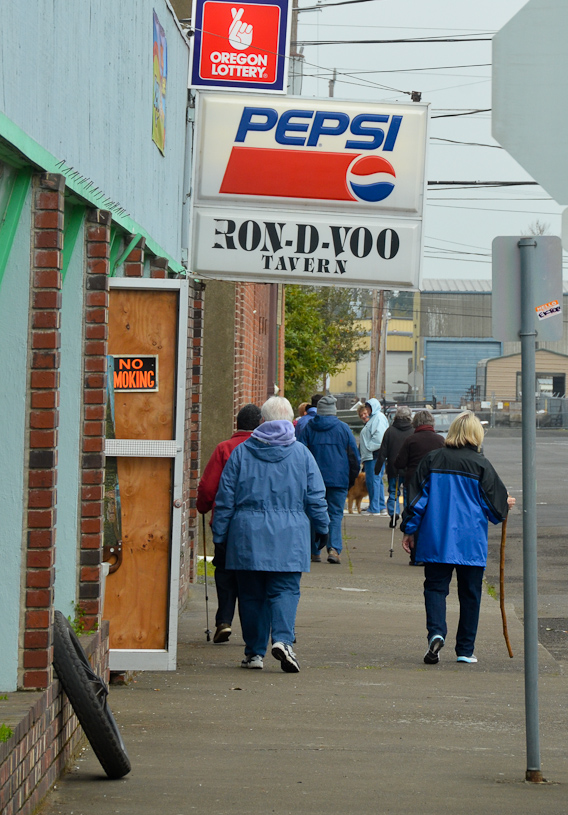 OREGON
LOTTERY
PEPSI
RON-D-VOO
TAVERN
NO
MOKING